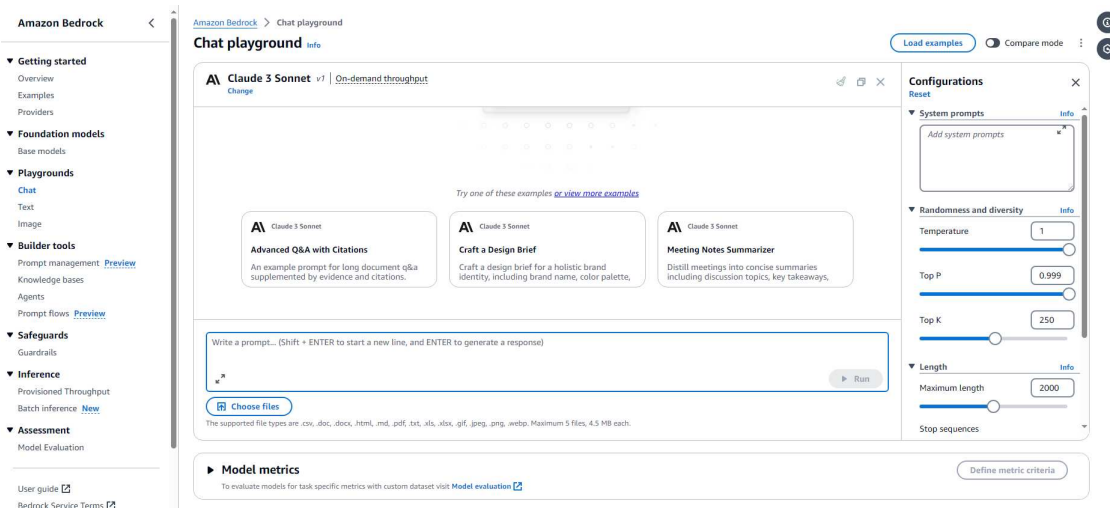 Amazon Bedrock
Getting started
Overview
Examples
Providers
Foundation models
Base models
Playgrounds
Chat
Text
Image
Builder tools
Prompt management Preview
Knowledge bases
Agents
Prompt flows Preview
Safeguards
Guardrails
Inference
Provisioned Throughput
Batch inference New
Assessment
Model Evaluation
User guide
Bedrock Service Terms
Amazon Bedrock > Chat playground
Chat playground Info
Load examples
Compare mode
Claude 3 Sonnet v1 | On-demand throughput
Change
Try one of these examples or view more examples
Claude 3 Sonnet
Advanced Q&A with Citations
An example prompt for long document q&a
supplemented by evidence and citations.
Claude 3 Sonnet
Craft a Design Brief
Craft a design brief for a holistic brand
identity, including brand name, color palette,
Claude 3 Sonnet
Meeting Notes Summarizer
Distill meetings into concise summaries
including discussion topics, key takeaways,
Write a prompt... (Shift + ENTER to start a new line, and ENTER to generate a response)
Run
Choose files
The supported file types are .csv, .doc, .docx, .html, .md, .pdf, .txt, .xls, .xlsx, .gif, .jpeg, .png, .webp. Maximum 5 files, 4.5 MB each.
Configurations
Reset
System prompts Info
Add system prompts
Randomness and diversity Info
Temperature 1
Top P 0.999
Top K 250
Length Info
Maximum length 2000
Stop sequences
Model metrics
To evaluate models for task specific metrics with custom dataset visit Model evaluation
Define metric criteria